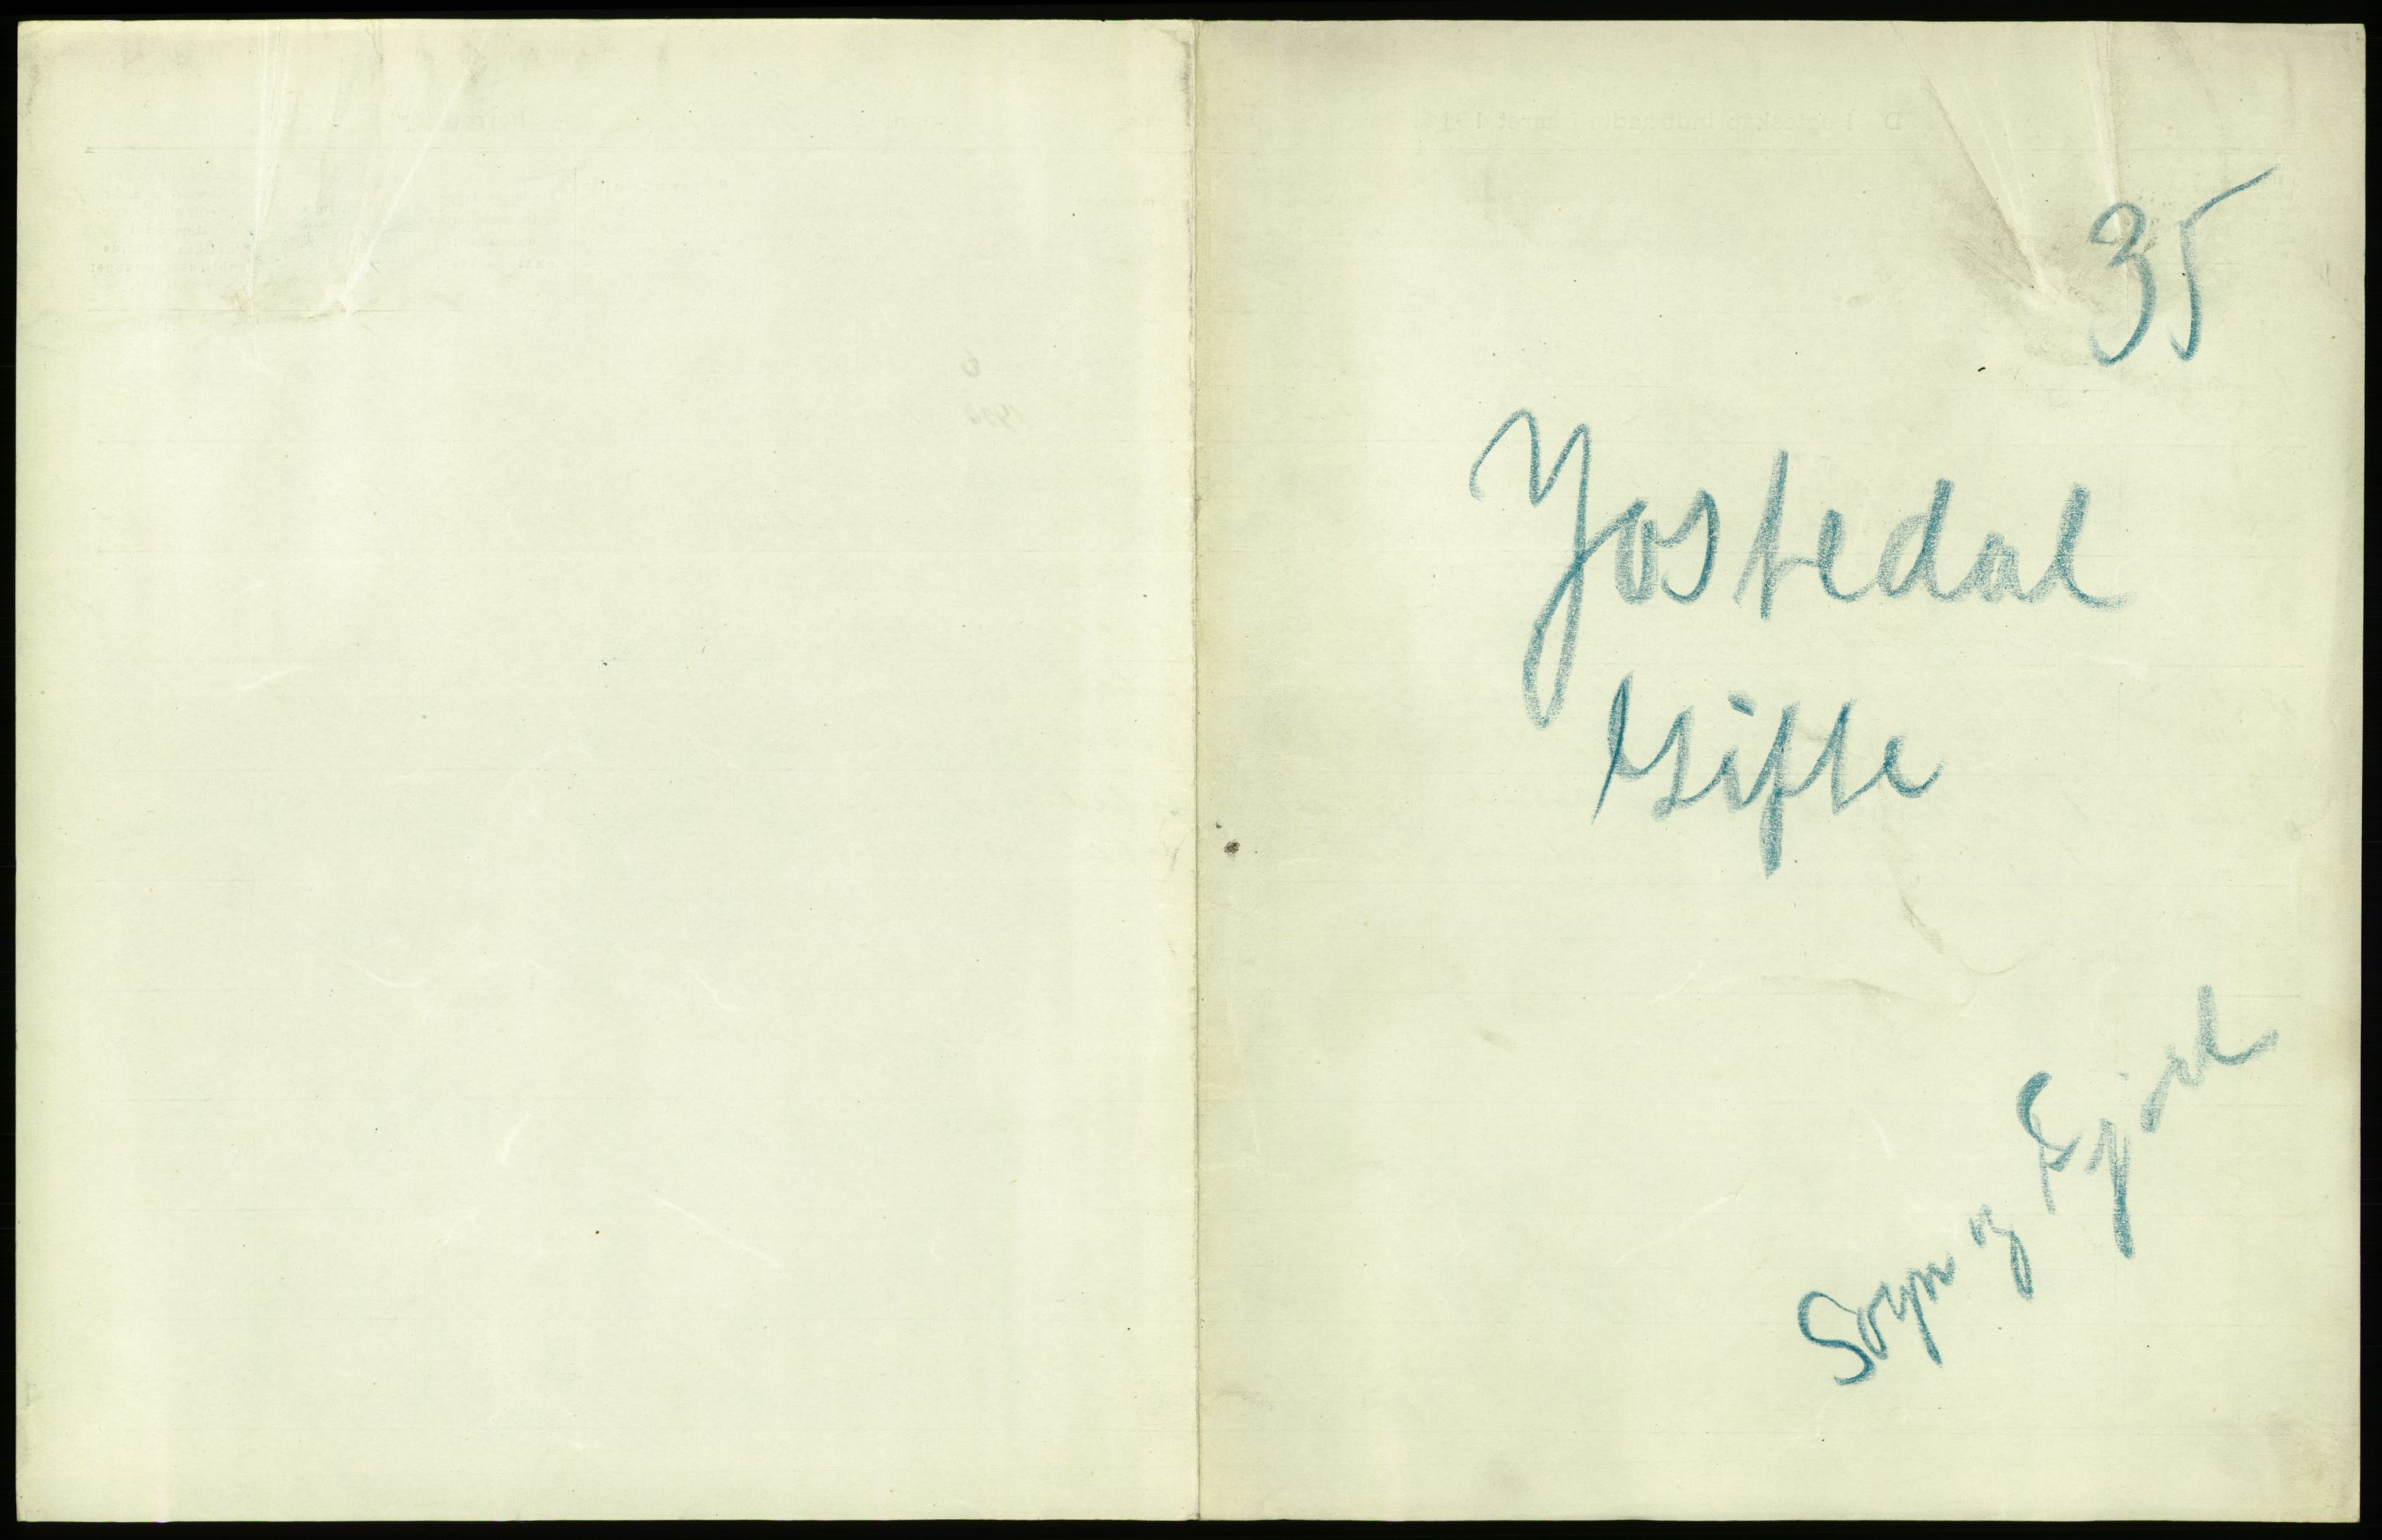 35
Jostedal
Gifte
Sogn og Fjord